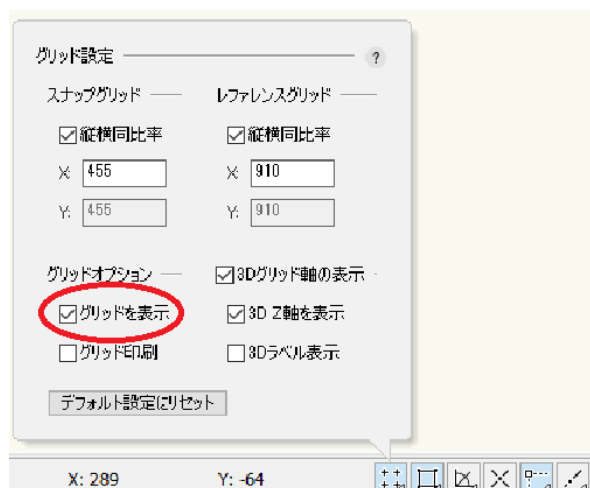 グリッド設定 ?
スナップグリッド レファレンスグリッド
縦横同比率 縦横同比率
X: 455 X: 910
Y: 455 Y: 910
グリッドオプション 3Dグリッド軸の表示
グリッドを表示 3D Z軸を表示
グリッド印刷 3Dラベル表示
デフォルト設定にリセット
X: 289 Y: -64